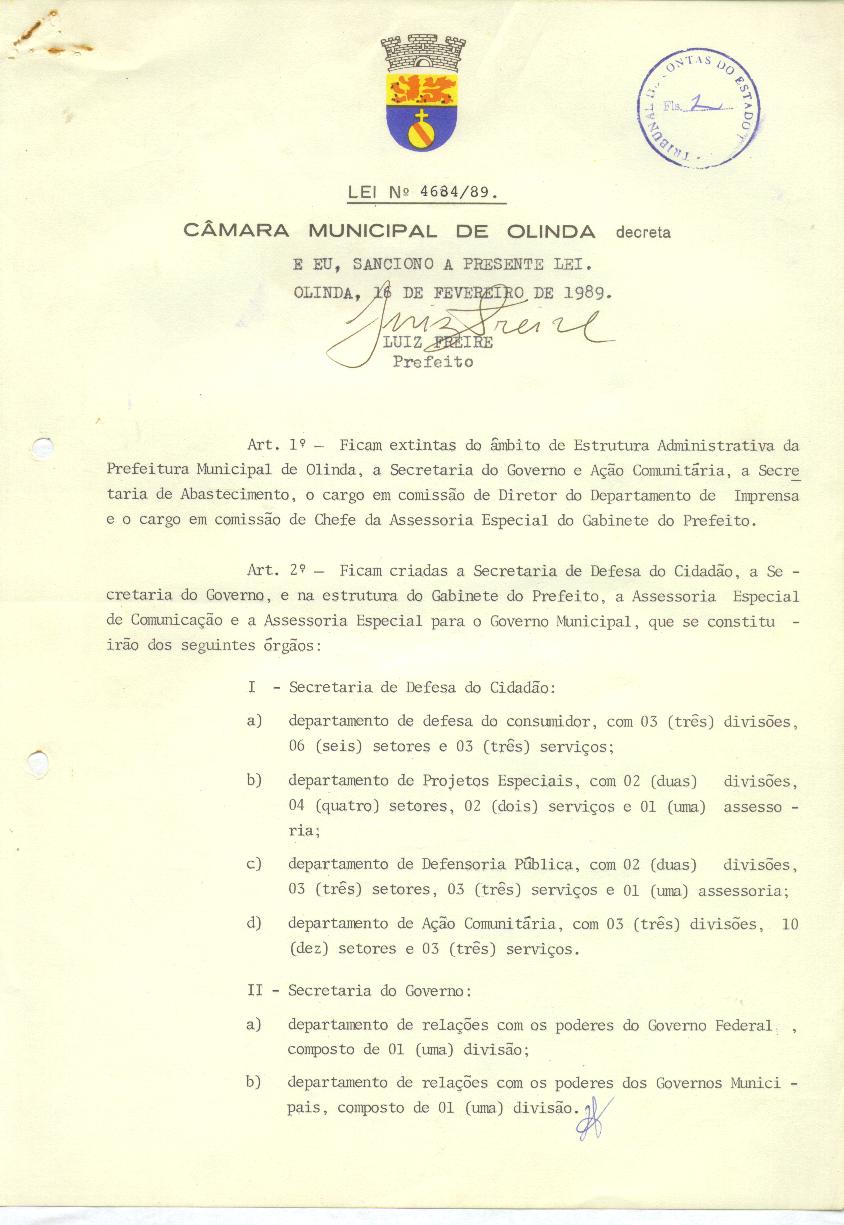 TRIBUNAL DE CONTAS DO ESTADO
Fls. 2
LEI Nº 4684/89.
CÂMARA MUNICIPAL DE OLINDA decreta
E EU, SANCIONO A PRESENTE LEI.
OLINDA, 16 DE FEVEREIRO DE 1989.
Luiz Freire
LUIZ FREIRE
Prefeito
Art. 1º — Ficam extintas do âmbito de Estrutura Administrativa da
Prefeitura Municipal de Olinda, a Secretaria do Governo e Ação Comunitária, a Secre
taria de Abastecimento, o cargo em comissão de Diretor do Departamento de Imprensa
e o cargo em comissão de Chefe da Assessoria Especial do Gabinete do Prefeito.
Art. 2º — Ficam criadas a Secretaria de Defesa do Cidadão, a Se -
cretaria do Governo, e na estrutura do Gabinete do Prefeito, a Assessoria Especial
de Comunicação e a Assessoria Especial para o Governo Municipal, que se constitu -
irão dos seguintes órgãos:
I - Secretaria de Defesa do Cidadão:
a) departamento de defesa do consumidor, com 03 (três) divisões,
06 (seis) setores e 03 (três) serviços;
b) departamento de Projetos Especiais, com 02 (duas) divisões,
04 (quatro) setores, 02 (dois) serviços e 01 (uma) assesso -
ria;
c) departamento de Defensoria Pública, com 02 (duas) divisões,
03 (três) setores, 03 (três) serviços e 01 (uma) assessoria;
d) departamento de Ação Comunitária, com 03 (três) divisões, 10
(dez) setores e 03 (três) serviços.
II - Secretaria do Governo:
a) departamento de relações com os poderes do Governo Federal ,
composto de 01 (uma) divisão;
b) departamento de relações com os poderes dos Governos Munici -
pais, composto de 01 (uma) divisão.